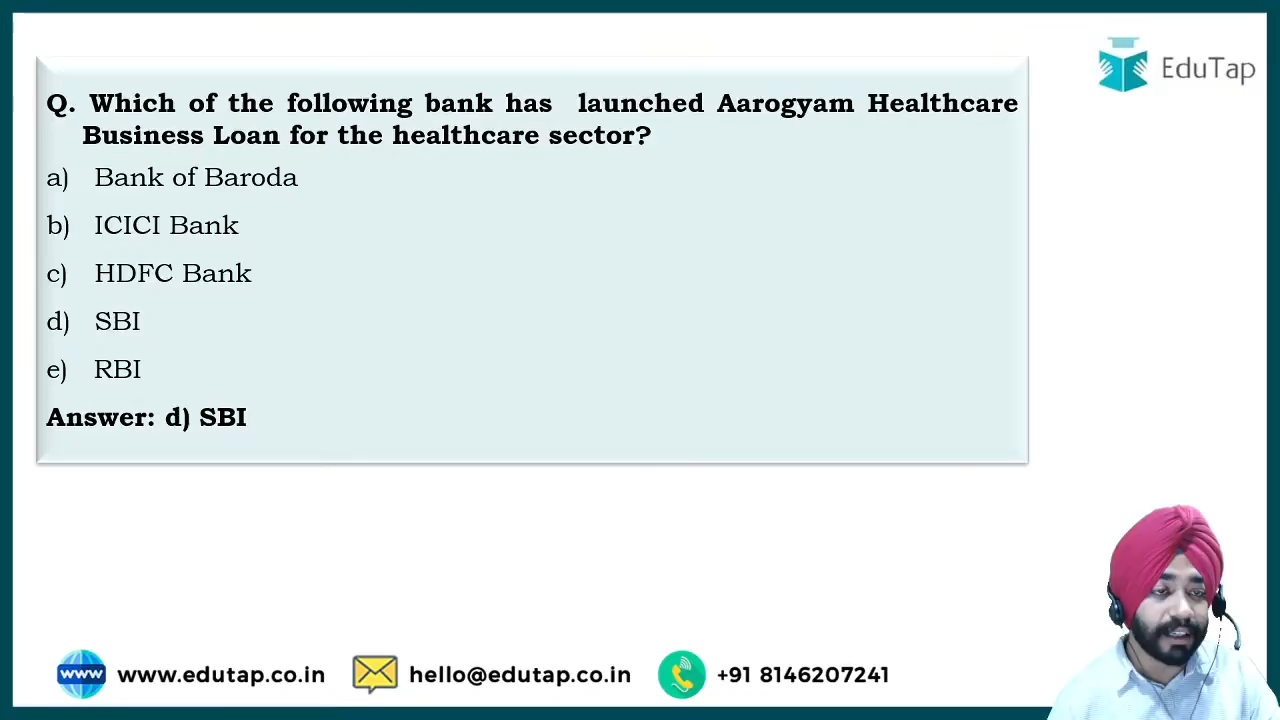 EduTap
Q. Which of the following bank has launched Aarogyam Healthcare
Business Loan for the healthcare sector?
a) Bank of Baroda
b) ICICI Bank
c) HDFC Bank
d) SBI
e) RBI
Answer: d) SBI
www www.edutap.co.in hello@edutap.co.in +91 8146207241